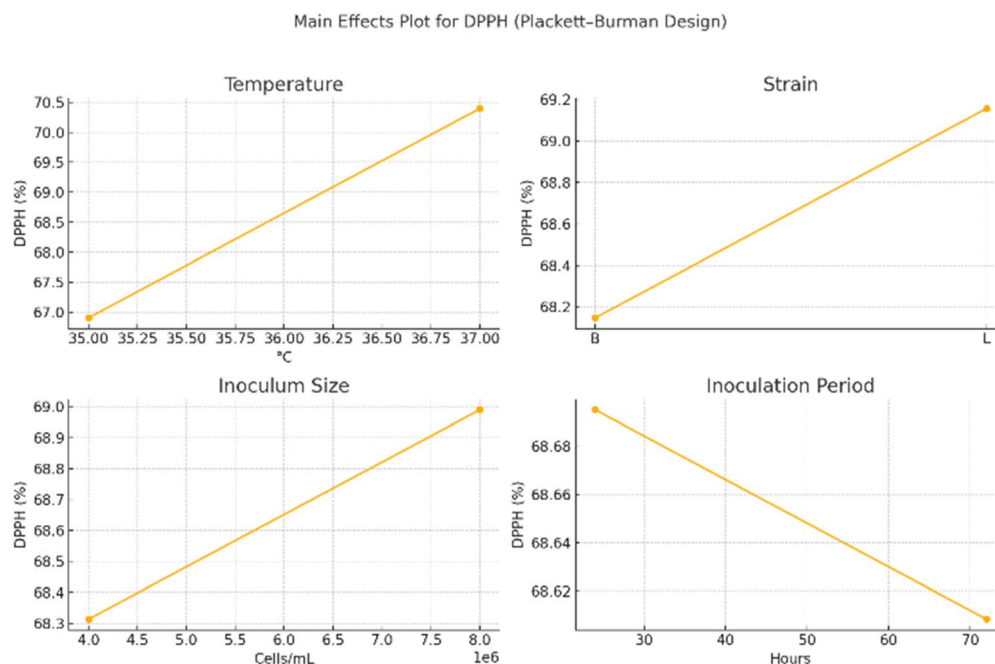 Main Effects Plot for DPPH (Plackett–Burman Design)
Temperature
DPPH (%)
70.5
70.0
69.5
69.0
68.5
68.0
67.5
67.0
35.00 35.25 35.50 35.75 36.00 36.25 36.50 36.75 37.00
°C
Strain
DPPH (%)
69.2
69.0
68.8
68.6
68.4
68.2
B L
Inoculum Size
DPPH (%)
69.0
68.9
68.8
68.7
68.6
68.5
68.4
68.3
4.0 4.5 5.0 5.5 6.0 6.5 7.0 7.5 8.0
Cells/mL 1e6
Inoculation Period
DPPH (%)
68.68
68.66
68.64
68.62
30 40 50 60 70
Hours